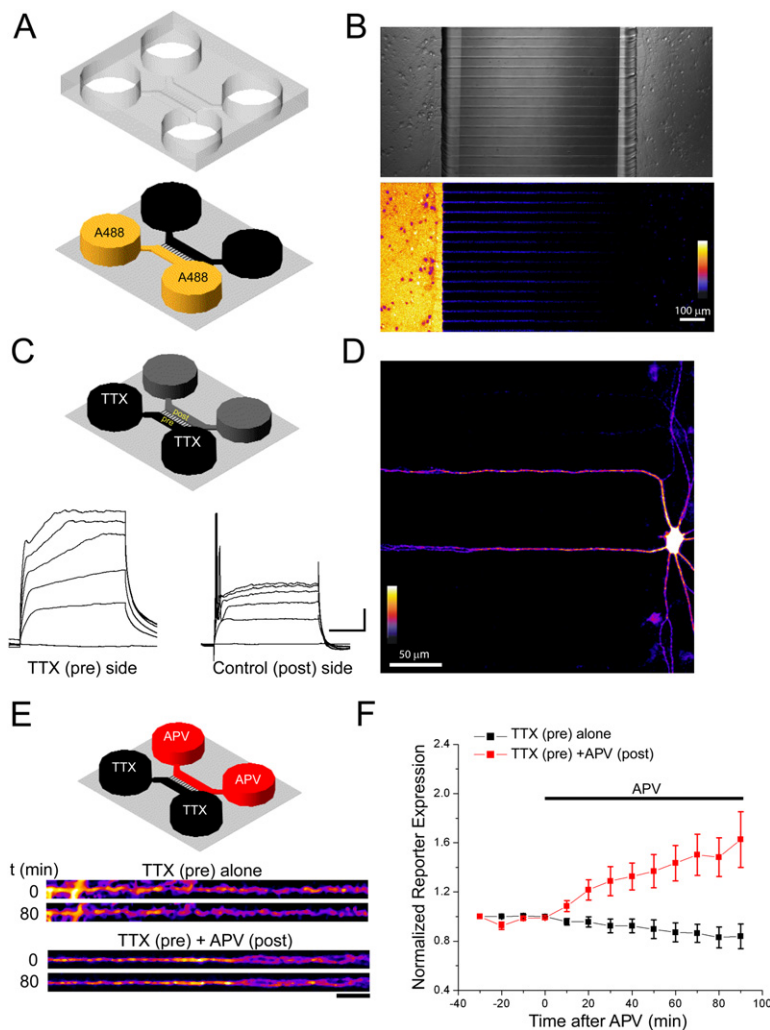 A
B
A488
A488
100 μm
C
D
TTX
post
pre
TTX
TTX (pre) side
Control (post) side
50 μm
E
F
APV
TTX
APV
TTX
t (min)
TTX (pre) alone
0
80
TTX (pre) + APV (post)
0
80
TTX (pre) alone
TTX (pre) +APV (post)
APV
Normalized Reporter Expression
2.4
2.0
1.6
1.2
0.8
0.4
-40 -20 0 20 40 60 80 100
Time after APV (min)